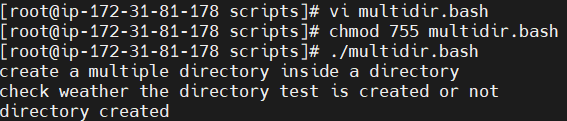 [root@ip-172-31-81-178 scripts]# vi multidir.bash
[root@ip-172-31-81-178 scripts]# chmod 755 multidir.bash
[root@ip-172-31-81-178 scripts]# ./multidir.bash
create a multiple directory inside a directory
check weather the directory test is created or not
directory created